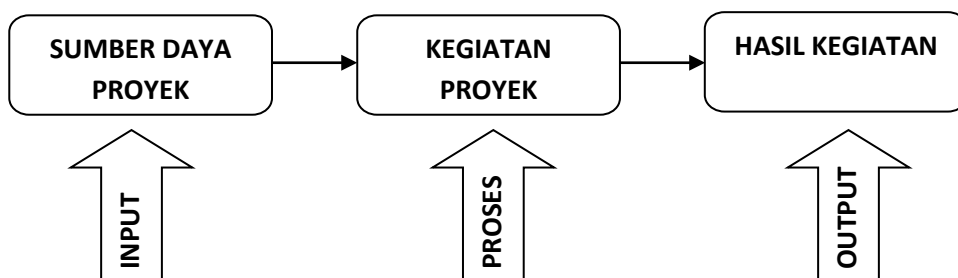 SUMBER DAYA
PROYEK
KEGIATAN
PROYEK
HASIL KEGIATAN
INPUT
PROSES
OUTPUT